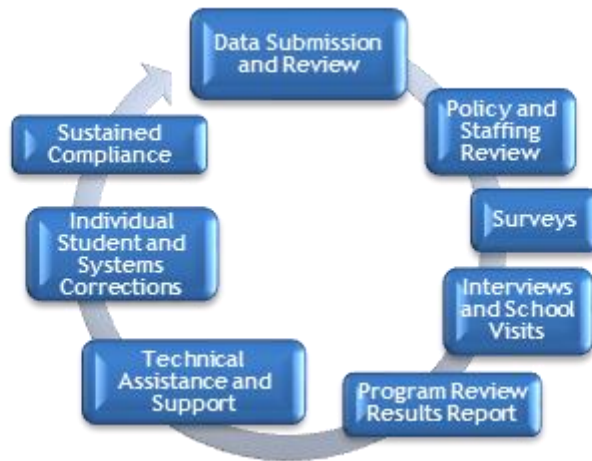 Data Submission
and Review
Policy and
Staffing
Review
Surveys
Interviews
and School
Visits
Program Review
Results Report
Technical
Assistance and
Support
Individual
Student and
Systems
Corrections
Sustained
Compliance